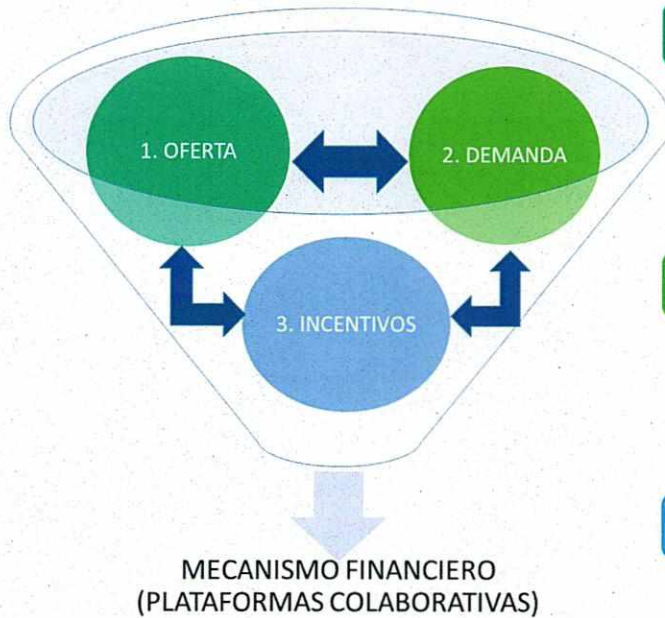 1. OFERTA
2. DEMANDA
3. INCENTIVOS
MECANISMO FINANCIERO
(PLATAFORMAS COLABORATIVAS)